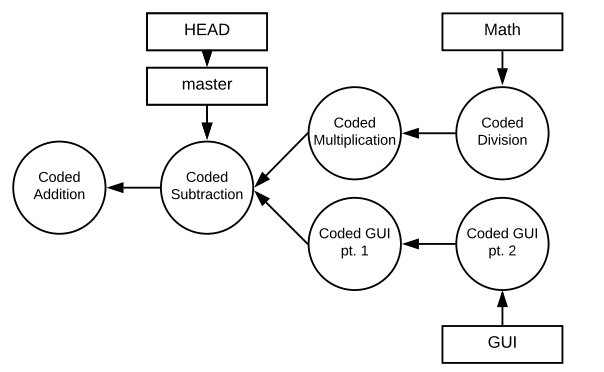 HEAD
Math
master
Coded
Multiplication
Coded
Division
Coded
Addition
Coded
Subtraction
Coded GUI
pt. 1
Coded GUI
pt. 2
GUI